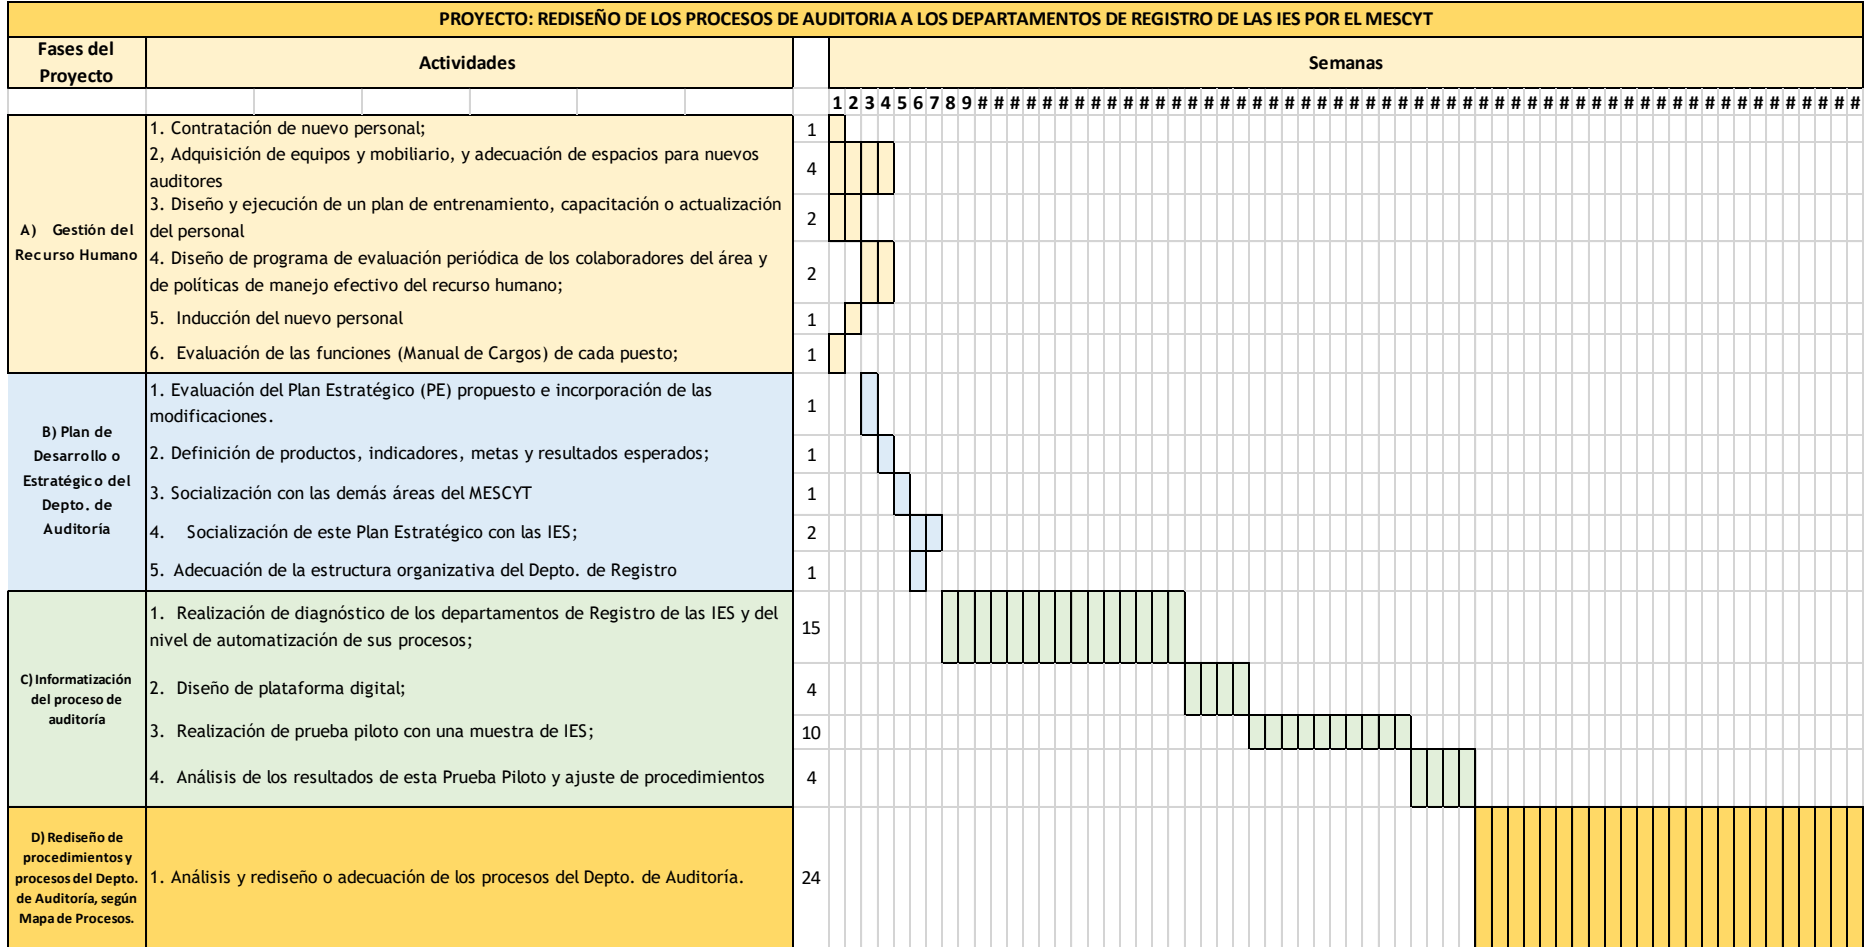 PROYECTO: REDISEÑO DE LOS PROCESOS DE AUDITORIA A LOS DEPARTAMENTOS DE REGISTRO DE LAS IES POR EL MESCYT
Fases del
Proyecto
Actividades
Semanas
1 2 3 4 5 6 7 8 9 # # # # # # # # # # # # # # # # # # # # # # # # # # # # # # # # # # # # # # # # # # # # # # # # # # # # # # #
A) Gestión del
Recurso Humano
1. Contratación de nuevo personal;
1
2, Adquisición de equipos y mobiliario, y adecuación de espacios para nuevos
auditores
4
3. Diseño y ejecución de un plan de entrenamiento, capacitación o actualización
del personal
2
4. Diseño de programa de evaluación periódica de los colaboradores del área y
de políticas de manejo efectivo del recurso humano;
2
5. Inducción del nuevo personal
1
6. Evaluación de las funciones (Manual de Cargos) de cada puesto;
1
B) Plan de
Desarrollo o
Estratégico del
Depto. de
Auditoría
1. Evaluación del Plan Estratégico (PE) propuesto e incorporación de las
modificaciones.
1
2. Definición de productos, indicadores, metas y resultados esperados;
1
3. Socialización con las demás áreas del MESCYT
1
4. Socialización de este Plan Estratégico con las IES;
2
5. Adecuación de la estructura organizativa del Depto. de Registro
1
C) Informatización
del proceso de
auditoría
1. Realización de diagnóstico de los departamentos de Registro de las IES y del
nivel de automatización de sus procesos;
15
2. Diseño de plataforma digital;
4
3. Realización de prueba piloto con una muestra de IES;
10
4. Análisis de los resultados de esta Prueba Piloto y ajuste de procedimientos
4
D) Rediseño de
procedimientos y
procesos del Depto.
de Auditoría, según
Mapa de Procesos.
1. Análisis y rediseño o adecuación de los procesos del Depto. de Auditoría.
24